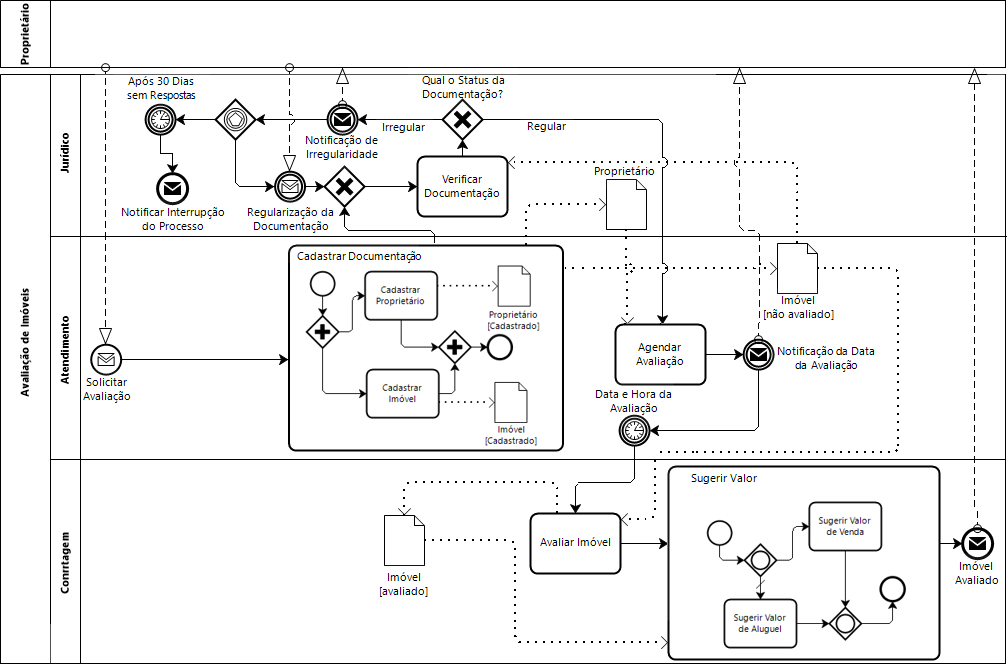 Proprietário
Avaliação de Imóveis
Jurídico
Após 30 Dias
sem Respostas
Notificar Interrupção
do Processo
Notificação de
Irregularidade
Regularização da
Documentação
Qual o Status da
Documentação?
Irregular
Regular
Verificar
Documentação
Proprietário
Atendimento
Solicitar
Avaliação
Cadastrar Documentação
Cadastrar
Proprietário
Proprietário
[Cadastrado]
Cadastrar
Imóvel
Imóvel
[Cadastrado]
Imóvel
[não avaliado]
Agendar
Avaliação
Notificação da Data
da Avaliação
Data e Hora da
Avaliação
Conrtagem
Imóvel
[avaliado]
Avaliar Imóvel
Sugerir Valor
Sugerir Valor
de Venda
Sugerir Valor
de Aluguel
Imóvel
Avaliado